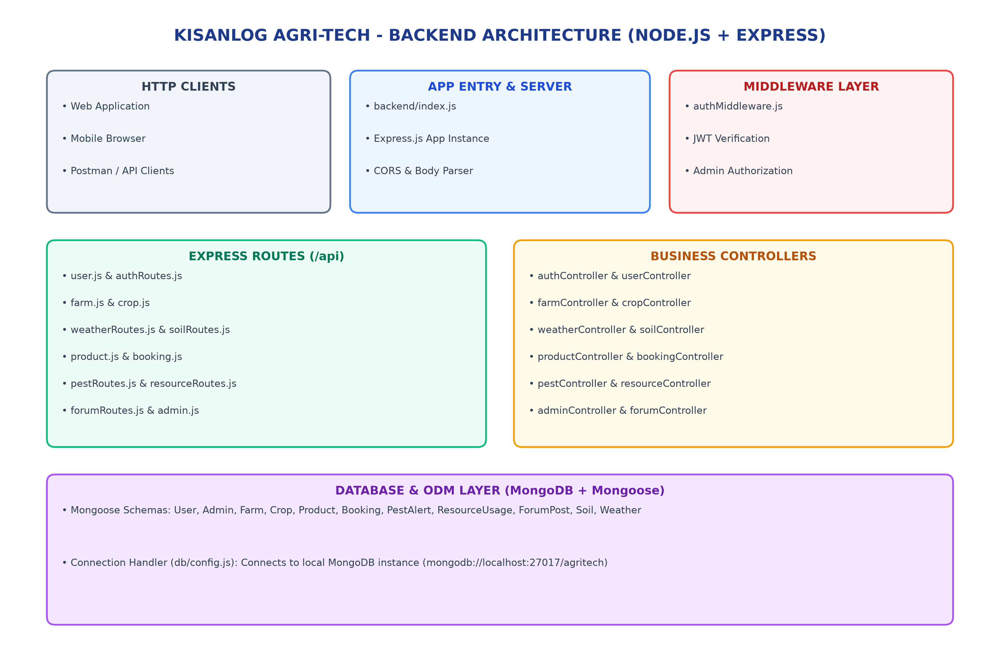 KISANLOG AGRI-TECH - BACKEND ARCHITECTURE (NODE.JS + EXPRESS)
HTTP CLIENTS
• Web Application
• Mobile Browser
• Postman / API Clients
APP ENTRY & SERVER
• backend/index.js
• Express.js App Instance
• CORS & Body Parser
MIDDLEWARE LAYER
• authMiddleware.js
• JWT Verification
• Admin Authorization
EXPRESS ROUTES (/api)
• user.js & authRoutes.js
• farm.js & crop.js
• weatherRoutes.js & soilRoutes.js
• product.js & booking.js
• pestRoutes.js & resourceRoutes.js
• forumRoutes.js & admin.js
BUSINESS CONTROLLERS
• authController & userController
• farmController & cropController
• weatherController & soilController
• productController & bookingController
• pestController & resourceController
• adminController & forumController
DATABASE & ODM LAYER (MongoDB + Mongoose)
• Mongoose Schemas: User, Admin, Farm, Crop, Product, Booking, PestAlert, ResourceUsage, ForumPost, Soil, Weather
• Connection Handler (db/config.js): Connects to local MongoDB instance (mongodb://localhost:27017/agritech)